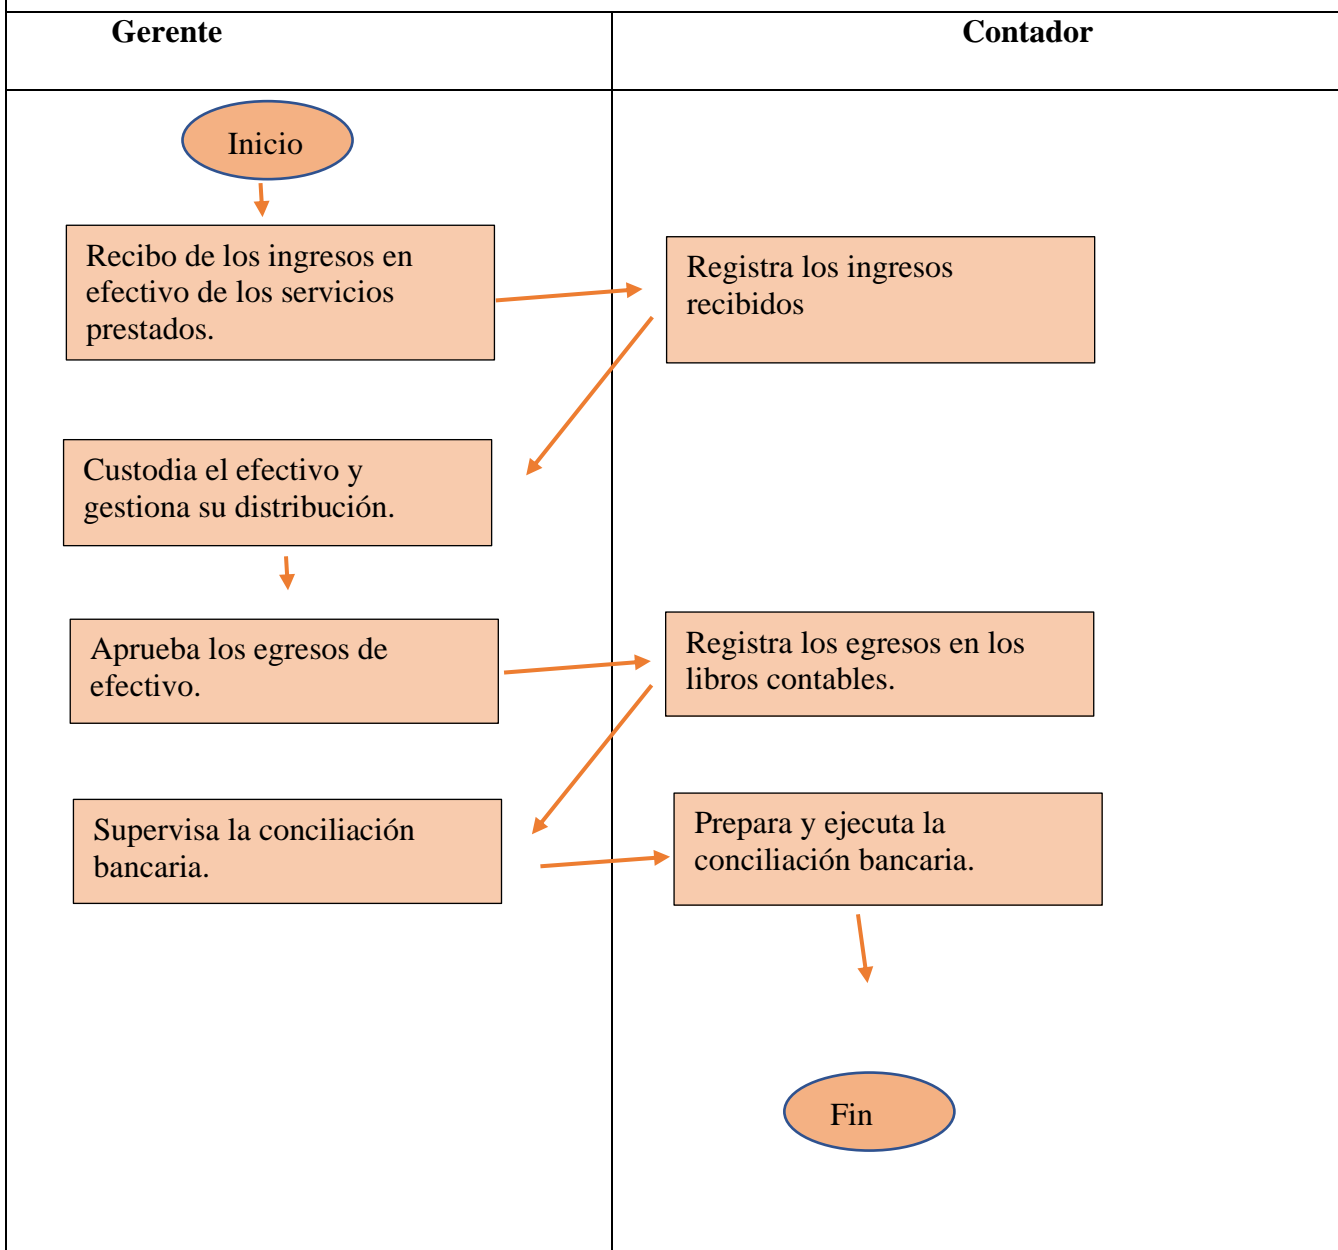 Gerente
Contador
Inicio
Recibo de los ingresos en
efectivo de los servicios
prestados.
Registra los ingresos
recibidos
Custodia el efectivo y
gestiona su distribución.
Aprueba los egresos de
efectivo.
Registra los egresos en los
libros contables.
Supervisa la conciliación
bancaria.
Prepara y ejecuta la
conciliación bancaria.
Fin